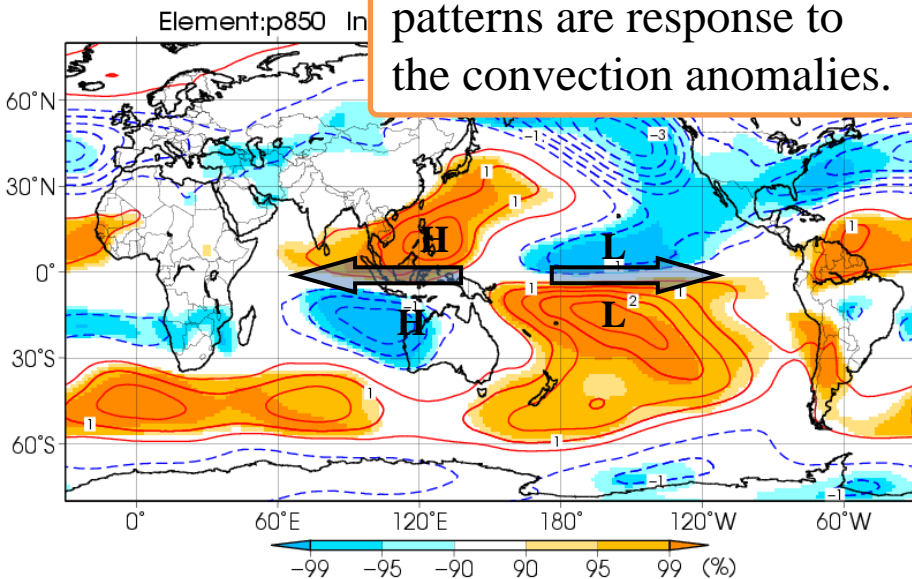 Element:p850 In
patterns are response to
the convection anomalies.
60°N
30°N
0°
30°S
60°S
-1
-3
1
1
H
L
1
1
1
2
1
H
L
1
1
1
1
-1
-1
0°
60°E
120°E
180
120°W
60°W
-99
-95
-90
90
95
99
(%)